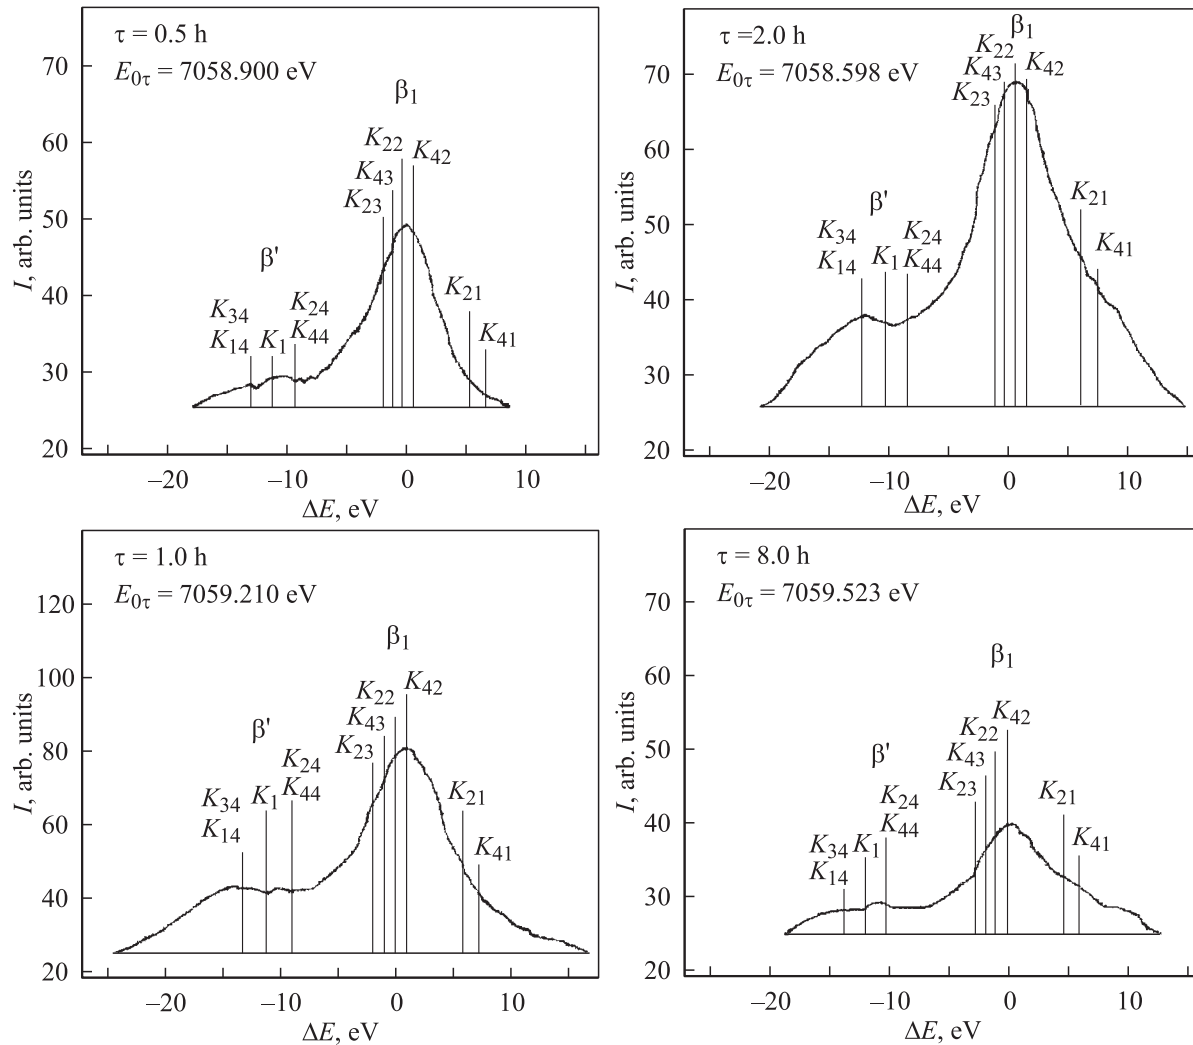 τ = 0.5 h
E0τ = 7058.900 eV
β1
K22
K42
K43
K23
β'
K24
K34
K44
K14
K1
K21
K41
70
60
50
40
30
20
I, arb. units
−20
−10
0
10
ΔE, eV
τ =2.0 h
E0τ = 7058.598 eV
β1
K22
K42
K43
K23
β'
K34
K24
K14
K1
K44
K21
K41
70
60
50
40
30
20
I, arb. units
−20
−10
0
10
ΔE, eV
τ = 1.0 h
E0τ = 7059.210 eV
β1
K22
K42
K43
K23
β'
K24
K34
K1
K44
K14
K21
K41
120
100
80
60
40
20
I, arb. units
−10
0
10
ΔE, eV
τ = 8.0 h
E0τ = 7059.523 eV
β1
K42
K22
K43
K23
β'
K24
K44
K34
K1
K14
K21
K41
70
60
50
40
30
20
I, arb. units
−20
−10
0
10
ΔE, eV